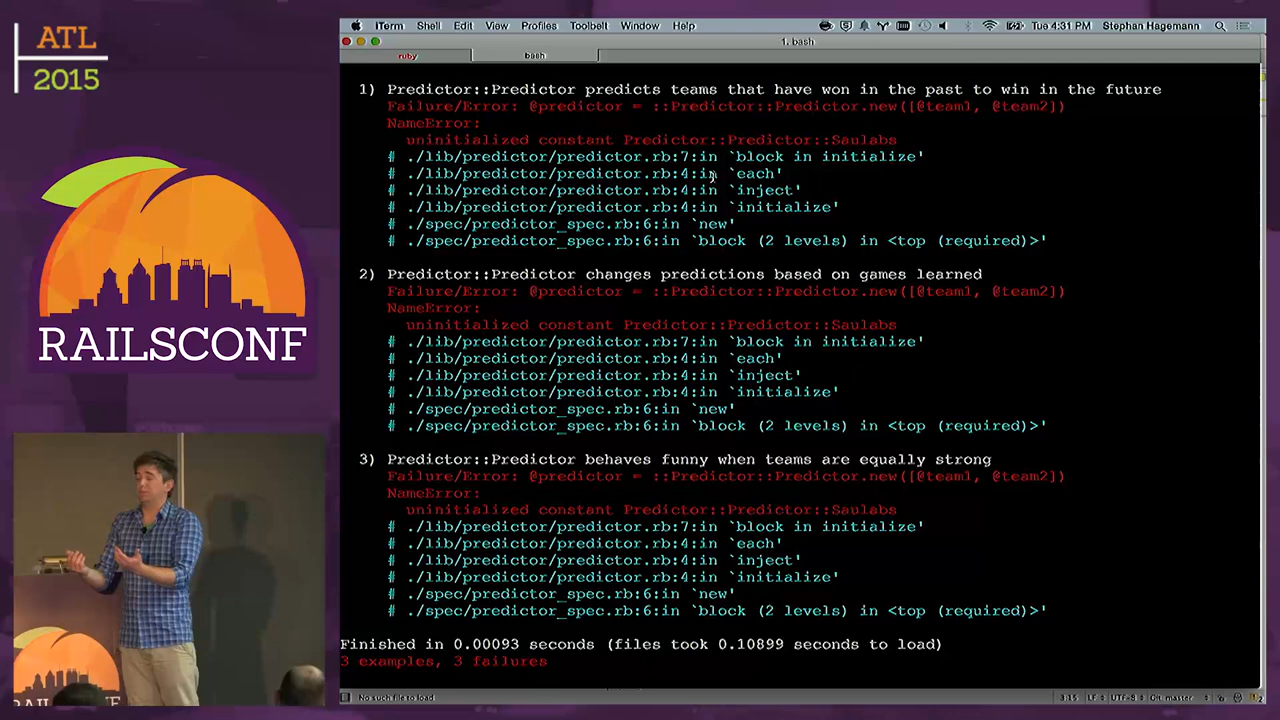 ATL
2015
RAILSCONF
iTerm Shell Edit View Profiles Toolbelt Window Help Tue 4:31 PM Stephan Hagemann
1. bash
ruby bash
1) Predictor::Predictor predicts teams that have won in the past to win in the future
Failure/Error: @predictor = ::Predictor::Predictor.new([@team1, @team2])
NameError:
uninitialized constant Predictor::Predictor::Saulabs
# ./lib/predictor/predictor.rb:7:in `block in initialize'
# ./lib/predictor/predictor.rb:4:in `each'
# ./lib/predictor/predictor.rb:4:in `inject'
# ./lib/predictor/predictor.rb:4:in `initialize'
# ./spec/predictor_spec.rb:6:in `new'
# ./spec/predictor_spec.rb:6:in `block (2 levels) in <top (required)>'
2) Predictor::Predictor changes predictions based on games learned
Failure/Error: @predictor = ::Predictor::Predictor.new([@team1, @team2])
NameError:
uninitialized constant Predictor::Predictor::Saulabs
# ./lib/predictor/predictor.rb:7:in `block in initialize'
# ./lib/predictor/predictor.rb:4:in `each'
# ./lib/predictor/predictor.rb:4:in `inject'
# ./lib/predictor/predictor.rb:4:in `initialize'
# ./spec/predictor_spec.rb:6:in `new'
# ./spec/predictor_spec.rb:6:in `block (2 levels) in <top (required)>'
3) Predictor::Predictor behaves funny when teams are equally strong
Failure/Error: @predictor = ::Predictor::Predictor.new([@team1, @team2])
NameError:
uninitialized constant Predictor::Predictor::Saulabs
# ./lib/predictor/predictor.rb:7:in `block in initialize'
# ./lib/predictor/predictor.rb:4:in `each'
# ./lib/predictor/predictor.rb:4:in `inject'
# ./lib/predictor/predictor.rb:4:in `initialize'
# ./spec/predictor_spec.rb:6:in `new'
# ./spec/predictor_spec.rb:6:in `block (2 levels) in <top (required)>'
Finished in 0.00093 seconds (files took 0.10899 seconds to load)
3 examples, 3 failures
No such file to load 3:15 LF UTF-8 Git: master
RAILSCONF